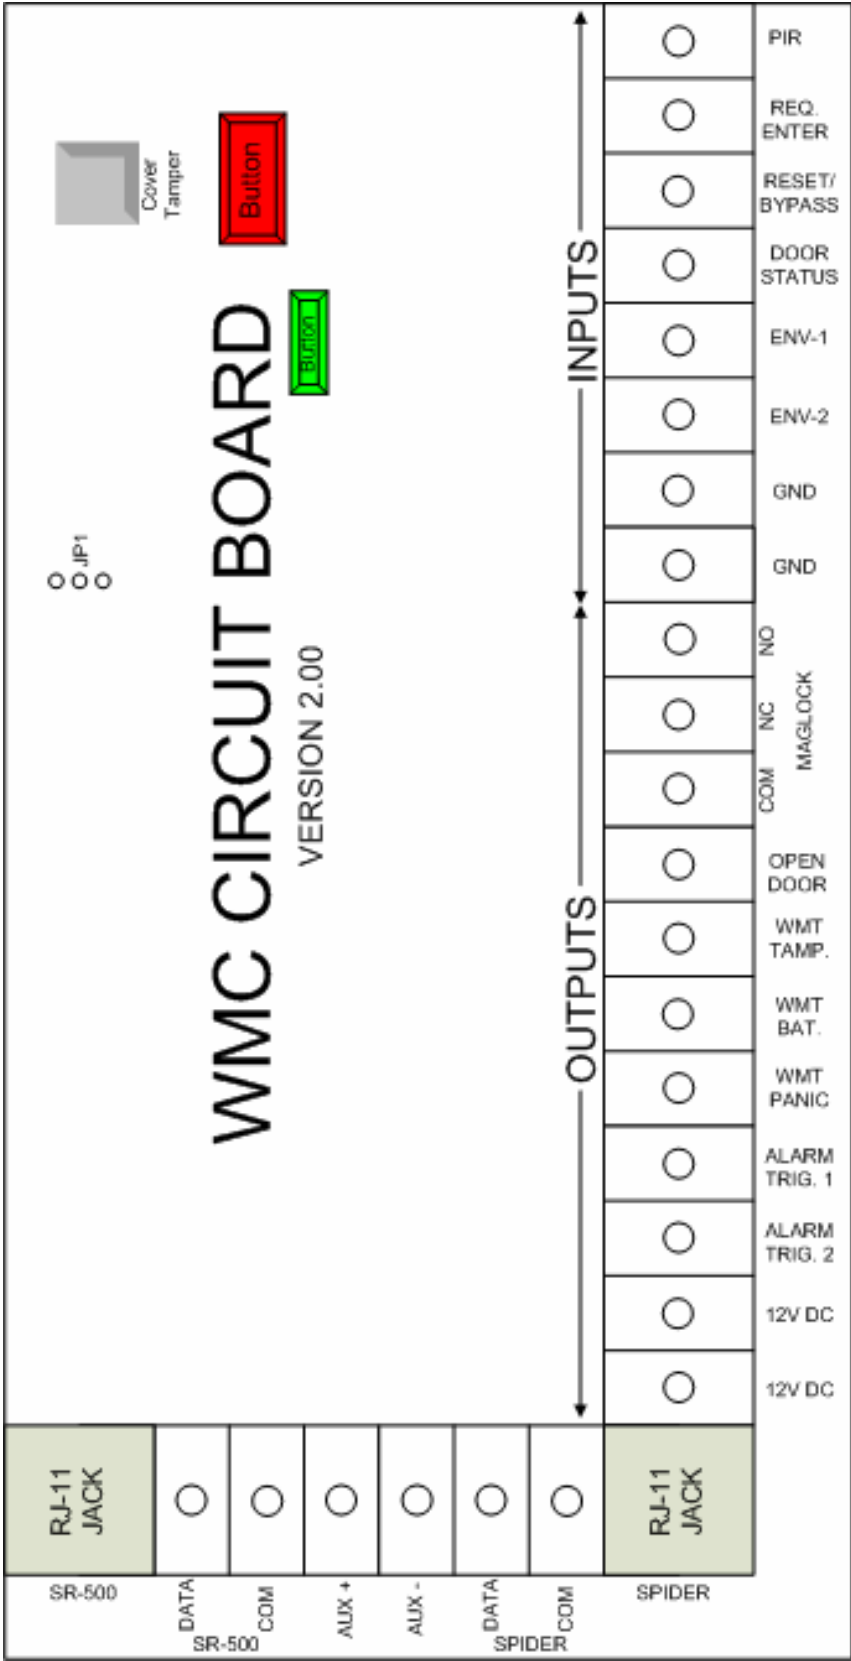 PIR
REQ.
ENTER
RESET/
BYPASS
DOOR
STATUS
ENV-1
ENV-2
GND
GND
NO
NC
COM
MAGLOCK
OPEN
DOOR
WMT
TAMP.
WMT
BAT.
WMT
PANIC
ALARM
TRIG. 1
ALARM
TRIG. 2
12V DC
12V DC
INPUTS
OUTPUTS
Cover
Tamper
Button
Button
JP1
WMC CIRCUIT BOARD
VERSION 2.00
RJ-11
JACK
RJ-11
JACK
SR-500
DATA
COM
SR-500
AUX +
AUX -
DATA
COM
SPIDER
SPIDER